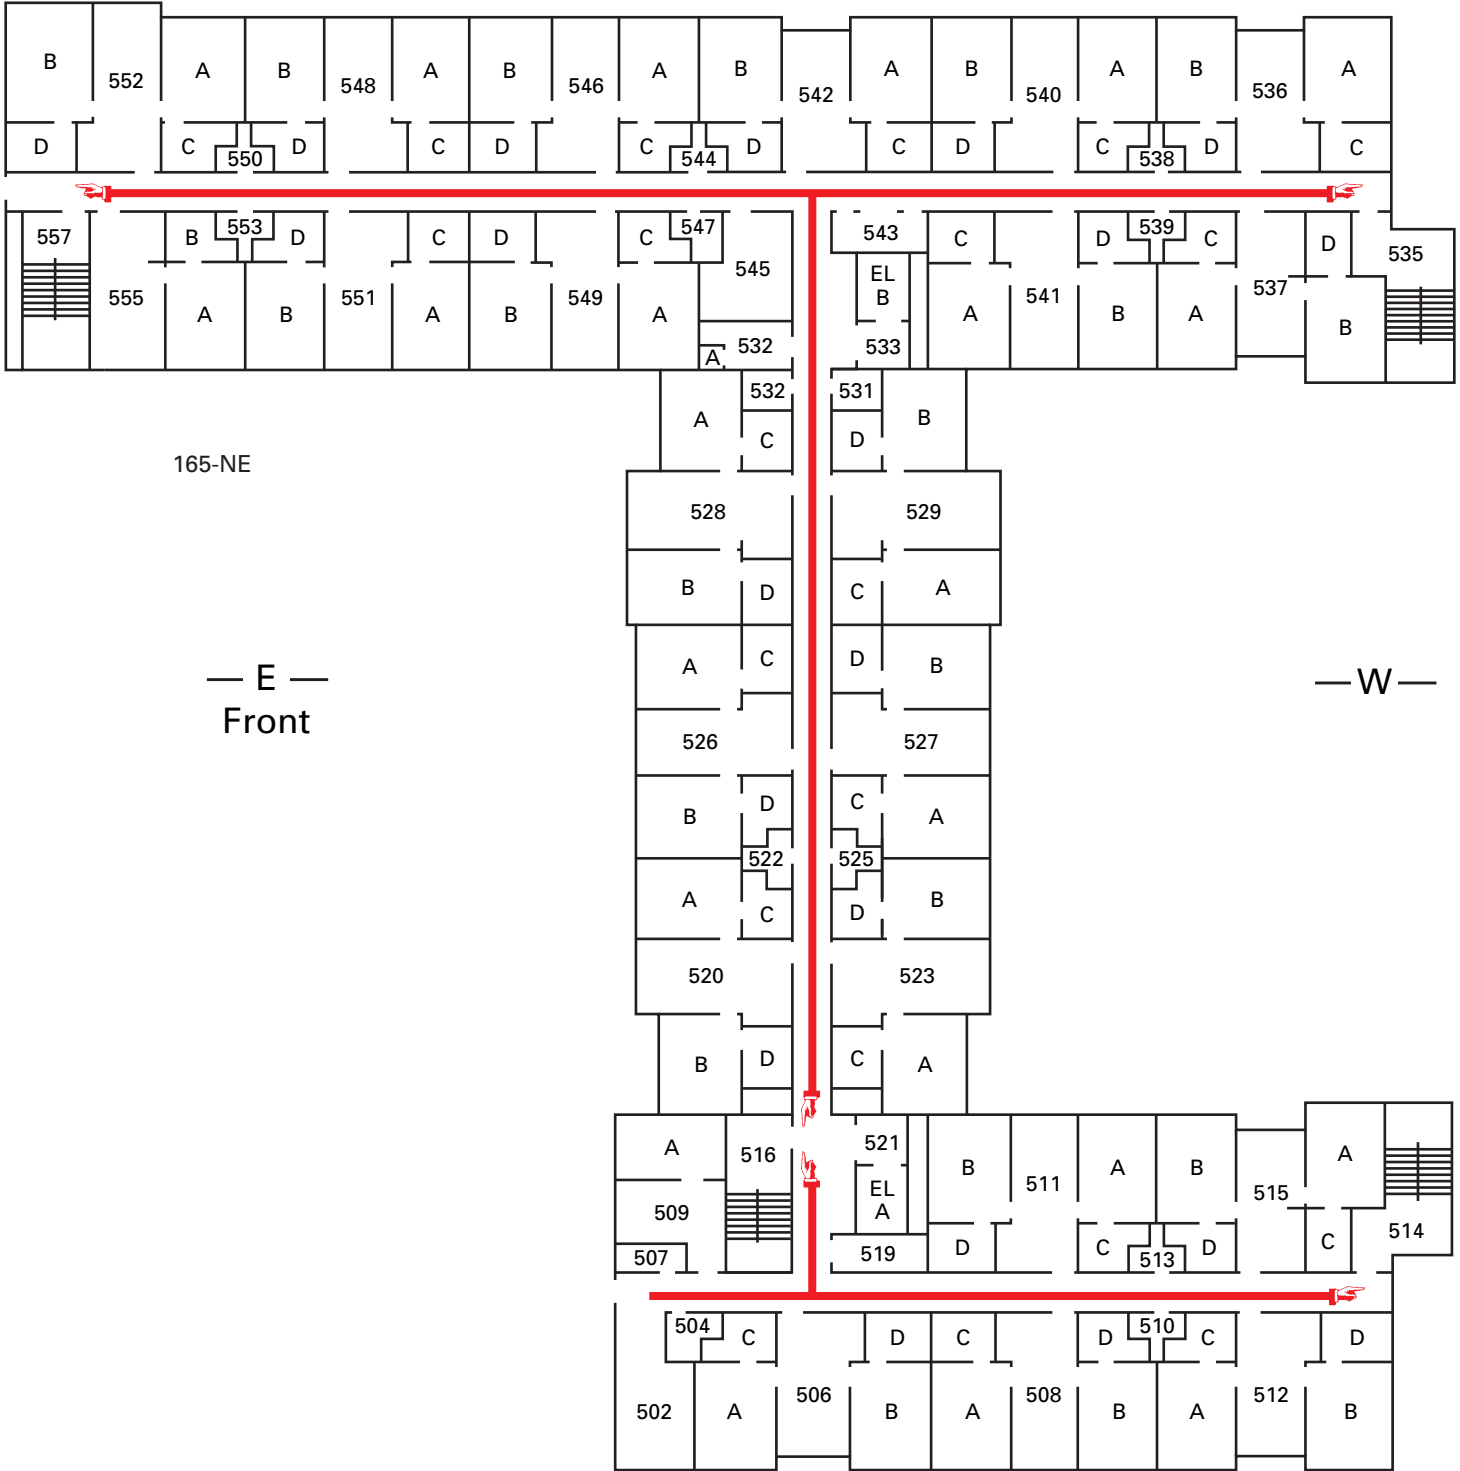 B 552 A B 548 A B 546 A B 542 A B 540 A B 536 A
D C 550 D C D C 544 D C D C 538 D C
557 B 553 D C D C 547 543 C D 539 C D 535
545 EL B
555 A B 551 A B 549 A A 541 B A 537 B
A 532 533
532 531
A B
C D
165-NE
528 529
B D C A
A C D B
— E — — W —
Front
526 527
B D C A
522 525
A C D B
520 523
B D C A
A 516 521 B 511 A B 515 A
509 EL A
507 519 D C 513 D C 514
504 C D C D 510 C D
502 A 506 B A 508 B A 512 B